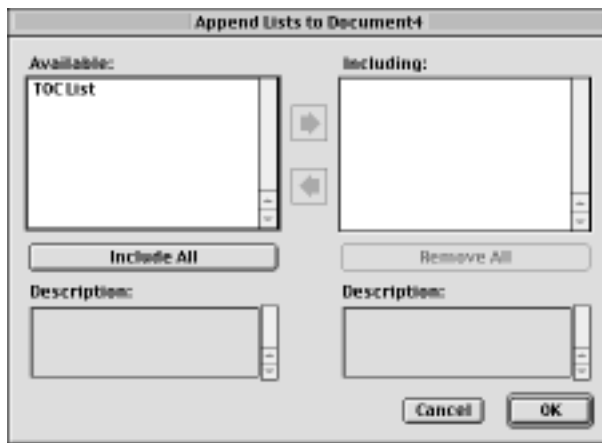 Append Lists to Document4
Available:
Including:
TOC List
Include All
Remove All
Description:
Description:
Cancel
OK